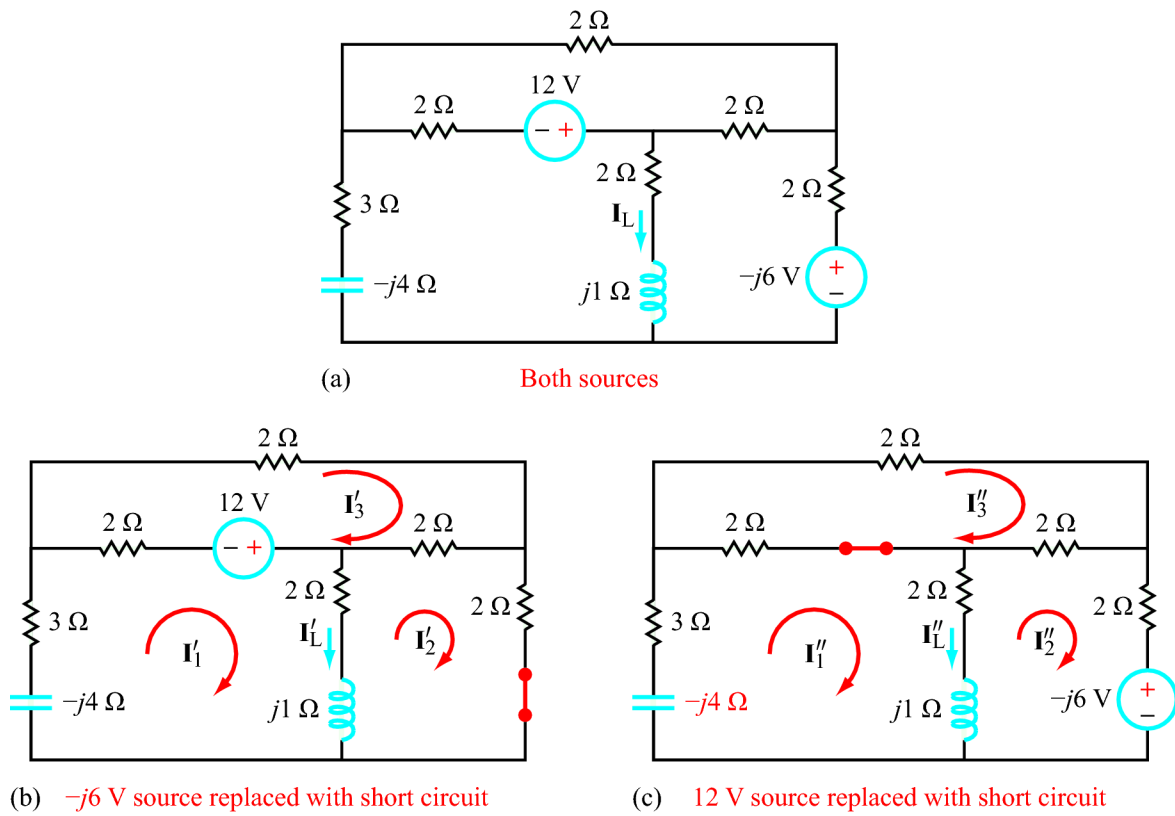 2 Ω
12 V
2 Ω
2 Ω
− +
2 Ω
2 Ω
3 Ω
I_L
−j4 Ω
j1 Ω
−j6 V
+
−
(a) Both sources
2 Ω
12 V
I′_3
2 Ω
2 Ω
− +
2 Ω
2 Ω
3 Ω
I′_1
I′_L
I′_2
−j4 Ω
j1 Ω
(b) −j6 V source replaced with short circuit
2 Ω
I″_3
2 Ω
2 Ω
2 Ω
2 Ω
3 Ω
I″_1
I″_L
I″_2
−j4 Ω
j1 Ω
−j6 V
+
−
(c) 12 V source replaced with short circuit